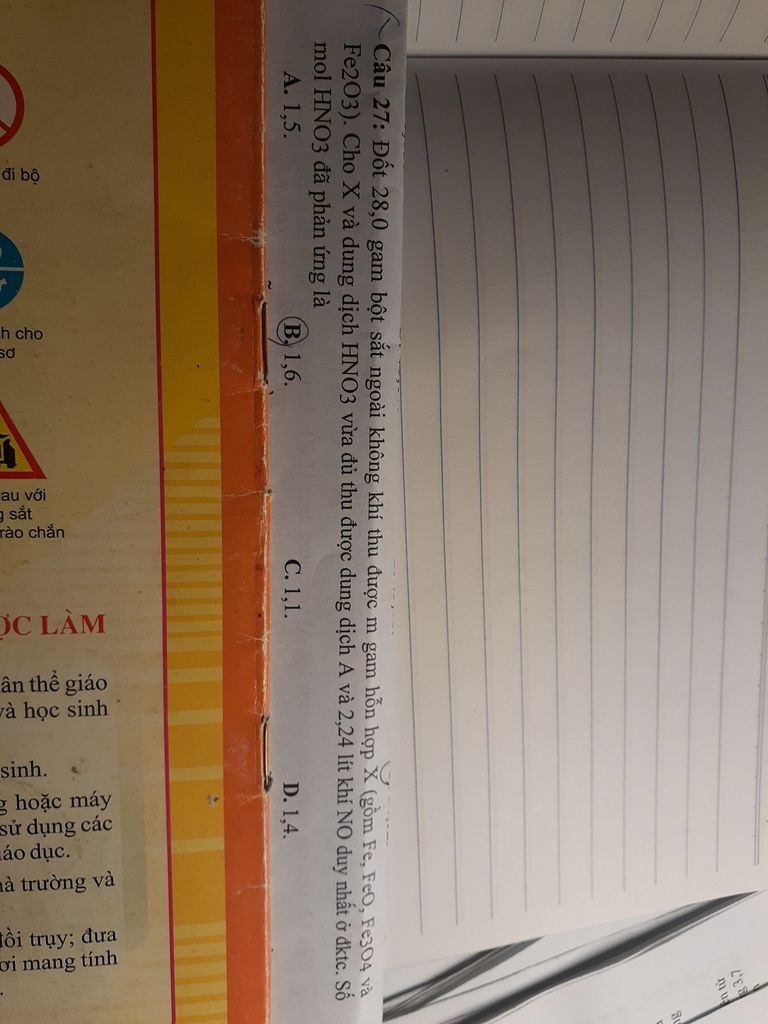 Câu 27: Đốt 28,0 gam bột sắt ngoài không khí thu được m gam hỗn hợp X (gồm Fe, FeO, Fe3O4 và
Fe2O3). Cho X và dung dịch HNO3 vừa đủ thu được dung dịch A và 2,24 lít khí NO duy nhất ở đktc. Số
mol HNO3 đã phản ứng là
A. 1,5. B. 1,6. C. 1,1. D. 1,4.
đi bộ
cho
sơ
au với
sắt
rào chắn
ỢC LÀM
ân thể giáo
và học sinh
sinh.
hoặc máy
sử dụng các
áo dục.
à trường và
đồi trụy; đưa
ơi mang tính
3,7